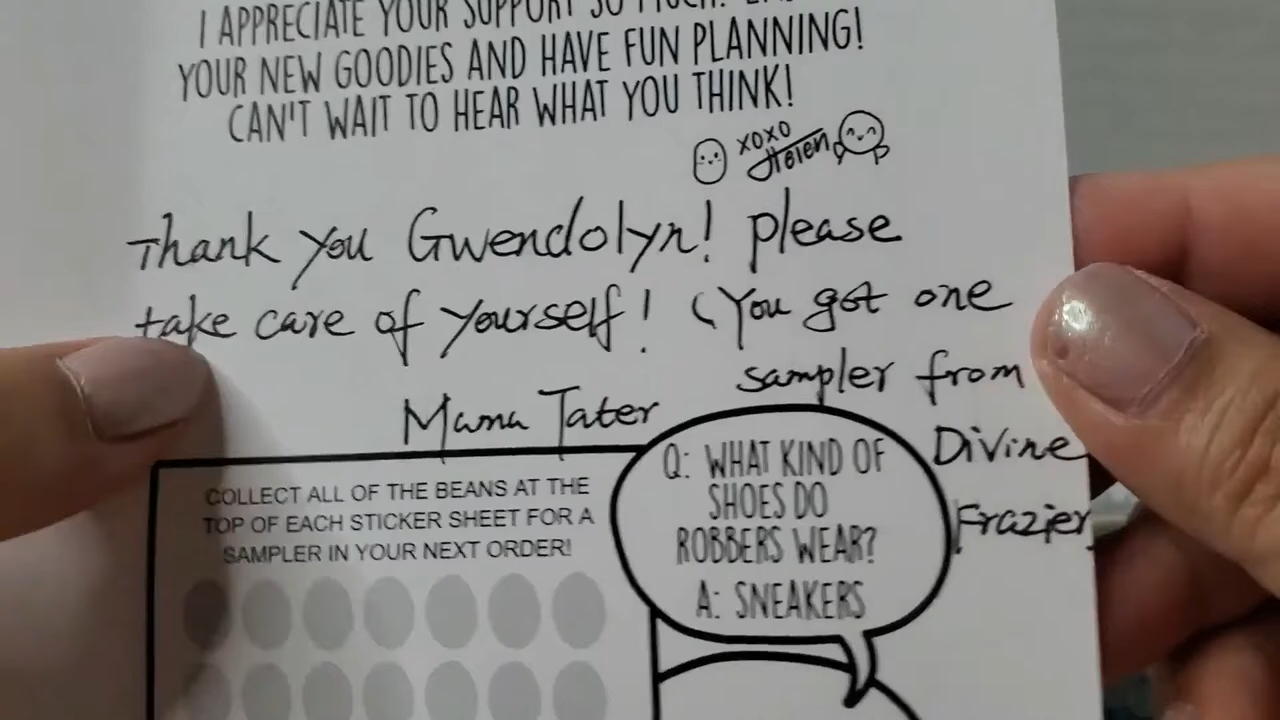 I APPRECIATE YOUR SUPPORT SO MUCH!
YOUR NEW GOODIES AND HAVE FUN PLANNING!
CAN'T WAIT TO HEAR WHAT YOU THINK!
XOXO
Helen
Thank you Gwendolyn! please
take care of yourself! (You got one
sampler from
Divine
Frazier
Mama Tater
COLLECT ALL OF THE BEANS AT THE
TOP OF EACH STICKER SHEET FOR A
SAMPLER IN YOUR NEXT ORDER!
Q: WHAT KIND OF
SHOES DO
ROBBERS WEAR?
A: SNEAKERS